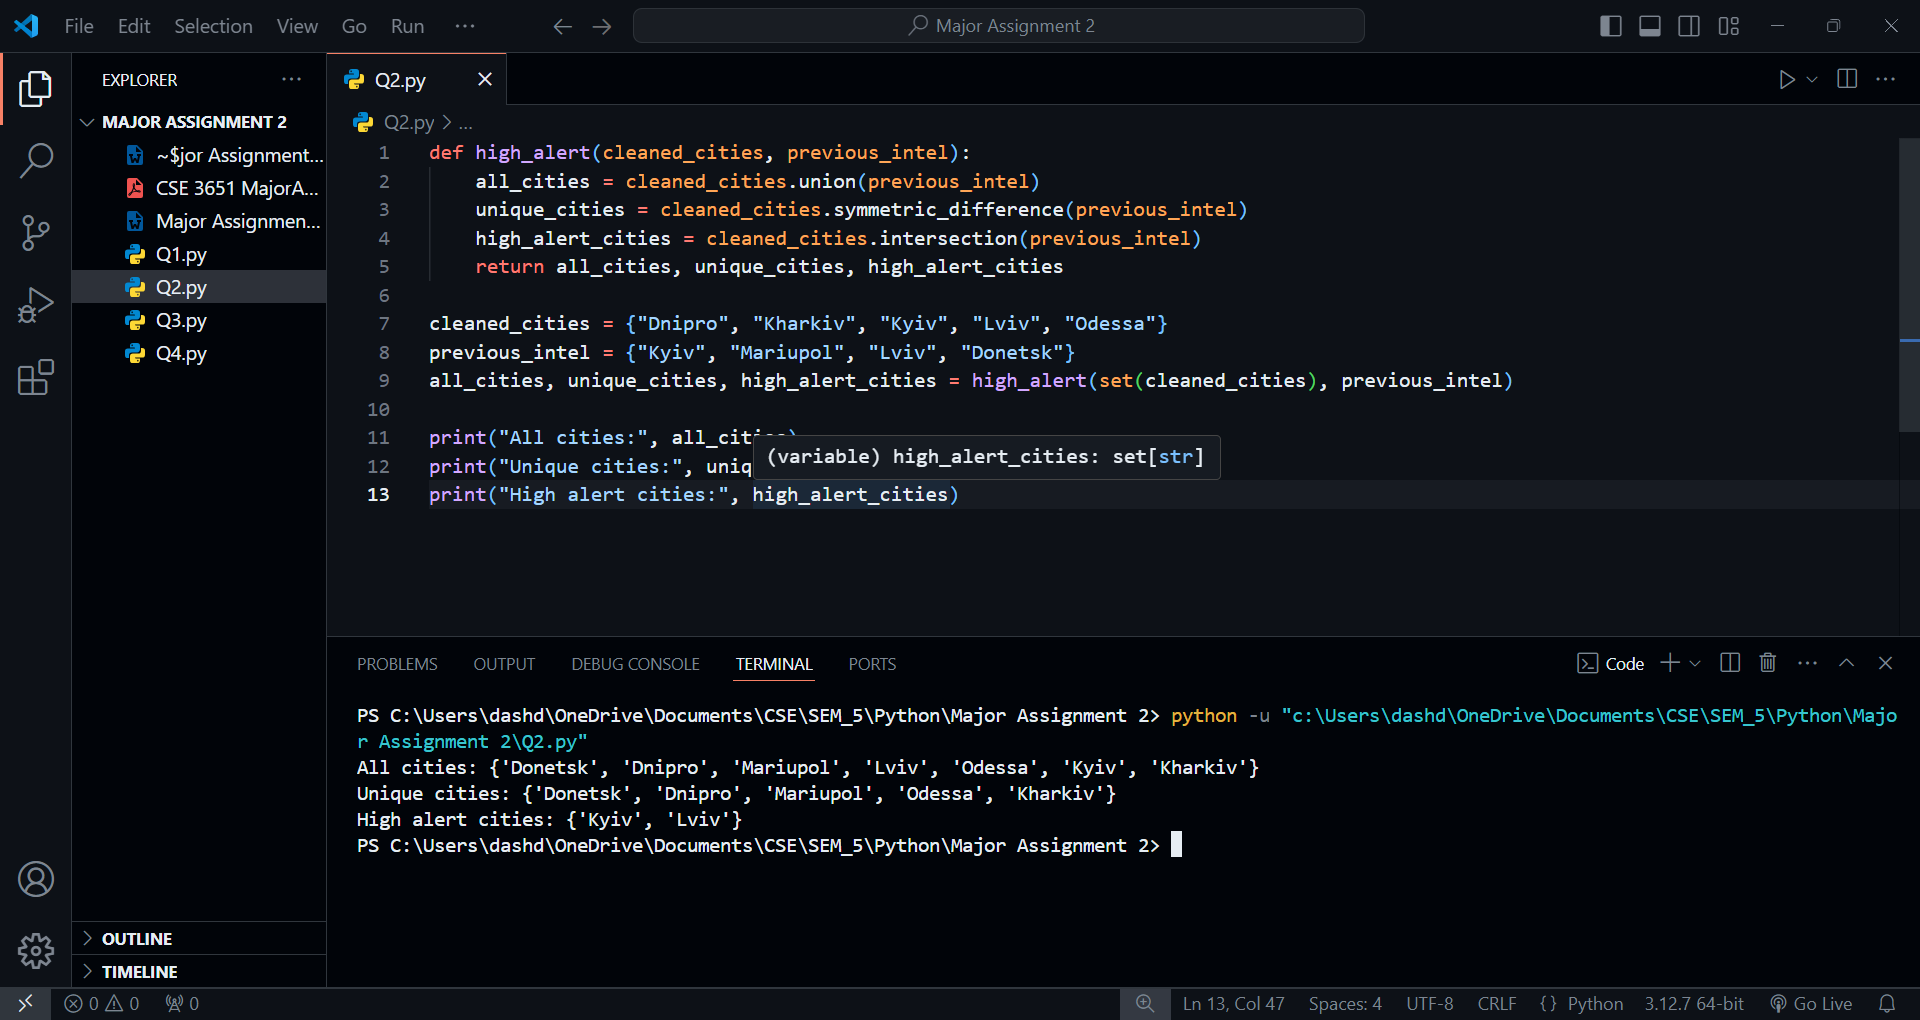 File Edit Selection View Go Run ···
Major Assignment 2
EXPLORER
Q2.py
MAJOR ASSIGNMENT 2
~$jor Assignment...
CSE 3651 MajorA...
Major Assignmen...
Q1.py
Q2.py
Q3.py
Q4.py
OUTLINE
TIMELINE
Q2.py > ...
1 def high_alert(cleaned_cities, previous_intel):
2 all_cities = cleaned_cities.union(previous_intel)
3 unique_cities = cleaned_cities.symmetric_difference(previous_intel)
4 high_alert_cities = cleaned_cities.intersection(previous_intel)
5 return all_cities, unique_cities, high_alert_cities
6
7 cleaned_cities = {"Dnipro", "Kharkiv", "Kyiv", "Lviv", "Odessa"}
8 previous_intel = {"Kyiv", "Mariupol", "Lviv", "Donetsk"}
9 all_cities, unique_cities, high_alert_cities = high_alert(set(cleaned_cities), previous_intel)
10
11 print("All cities:", all_cities)
12 print("Unique cities:", uniq
(variable) high_alert_cities: set[str]
13 print("High alert cities:", high_alert_cities)
PROBLEMS OUTPUT DEBUG CONSOLE TERMINAL PORTS
Code
PS C:\Users\dashd\OneDrive\Documents\CSE\SEM_5\Python\Major Assignment 2> python -u "c:\Users\dashd\OneDrive\Documents\CSE\SEM_5\Python\Majo
r Assignment 2\Q2.py"
All cities: {'Donetsk', 'Dnipro', 'Mariupol', 'Lviv', 'Odessa', 'Kyiv', 'Kharkiv'}
Unique cities: {'Donetsk', 'Dnipro', 'Mariupol', 'Odessa', 'Kharkiv'}
High alert cities: {'Kyiv', 'Lviv'}
PS C:\Users\dashd\OneDrive\Documents\CSE\SEM_5\Python\Major Assignment 2>
0 0 0 Ln 13, Col 47 Spaces: 4 UTF-8 CRLF {} Python 3.12.7 64-bit Go Live